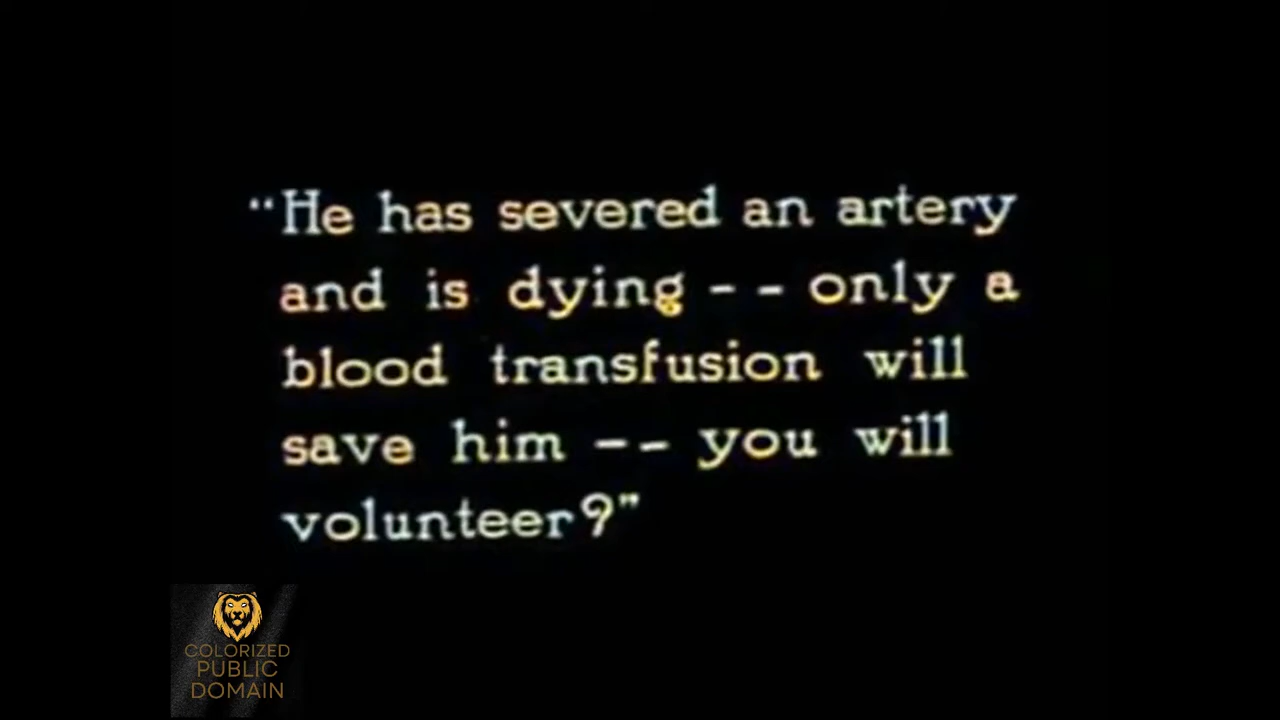 “He has severed an artery
and is dying -- only a
blood transfusion will
save him -- you will
volunteer?”
COLORIZED
PUBLIC
DOMAIN